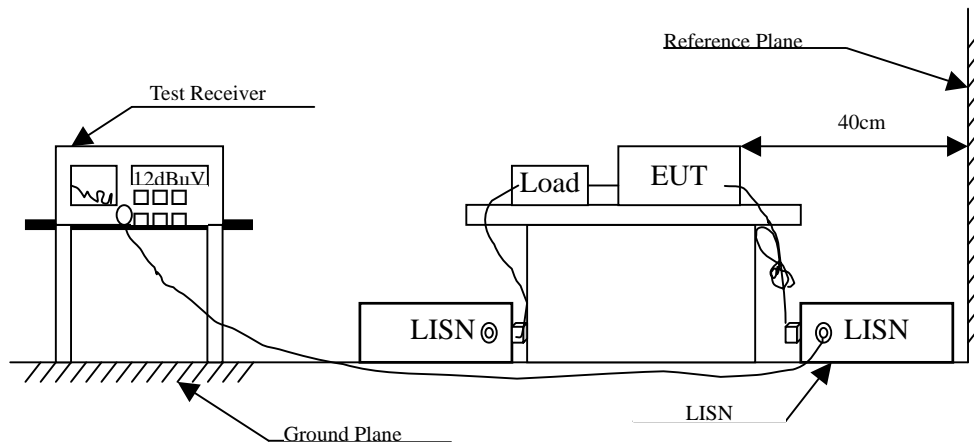 Reference Plane
Test Receiver
40cm
12dBuV
Load
EUT
LISN
LISN
LISN
Ground Plane